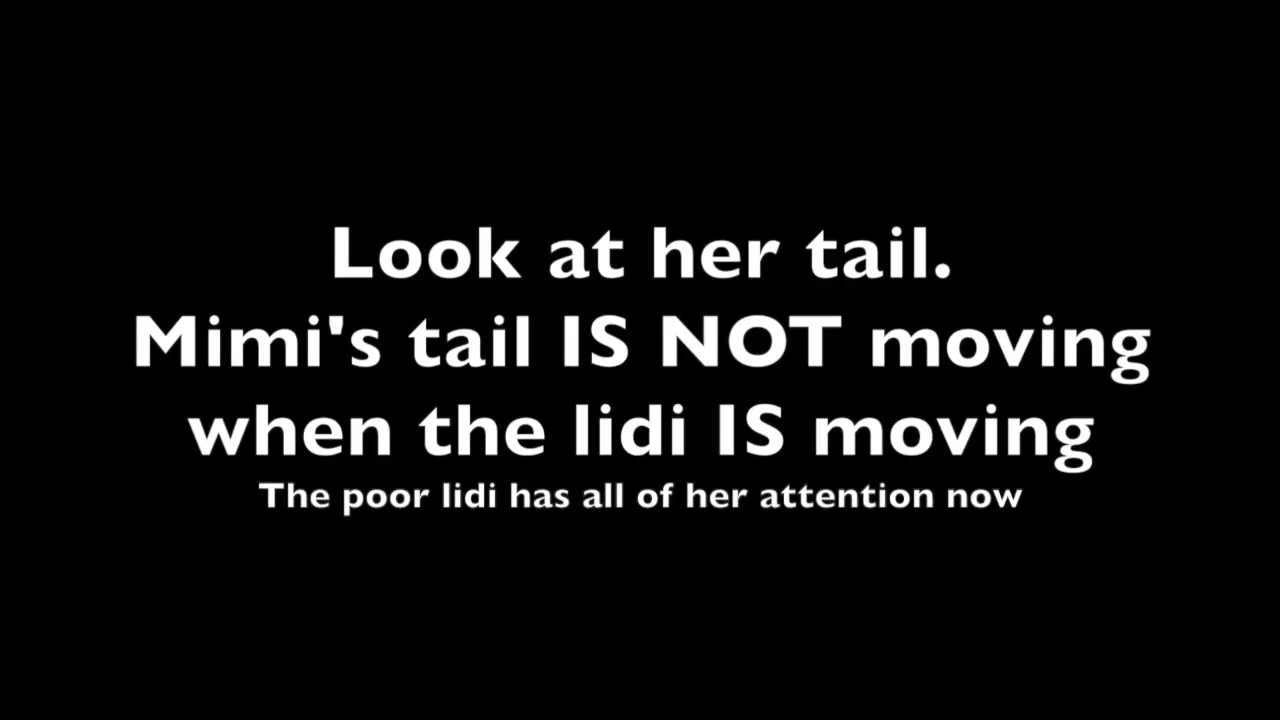 Look at her tail.
Mimi's tail IS NOT moving
when the lidi IS moving
The poor lidi has all of her attention now